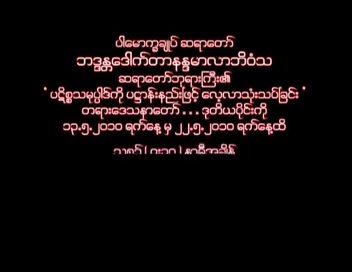 ပါမောက္ခချုပ် ဆရာတော်
ဘဒ္ဒန္တဒေါက်တာနန္ဒမာလာဘိဝံသ
ဆရာတော်ဘုရားကြီး၏
" ပဋိစ္စသမုပ္ပါဒ်ကို ပဋ္ဌာန်းနည်းဖြင့် လေ့လာသုံးသပ်ခြင်း "
တရားဒေသနာတော် . . . ဒုတိယပိုင်းကို
၁၃.၅.၂၀၁၀ ရက်နေ့ မှ ၂၂.၅.၂၀၁၀ ရက်နေ့ထိ